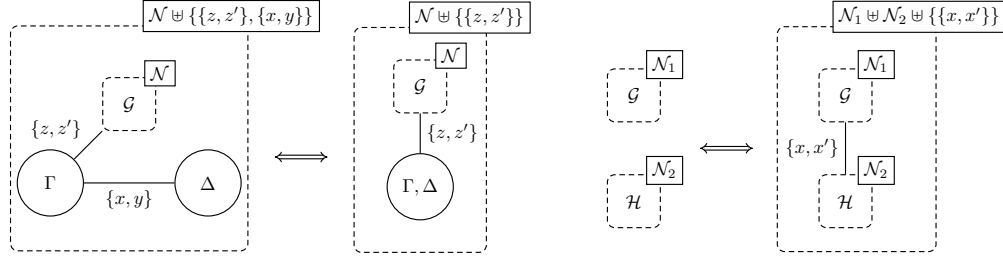 𝒩 ⊎ {{z, z′}, {x, y}}
𝒩
𝒢
{z, z′}
Γ
{x, y}
Δ
⟺
𝒩 ⊎ {{z, z′}}
𝒩
𝒢
{z, z′}
Γ, Δ
𝒩₁
𝒢
𝒩₂
ℋ
⟺
𝒩₁ ⊎ 𝒩₂ ⊎ {{x, x′}}
𝒩₁
𝒢
{x, x′}
𝒩₂
ℋ